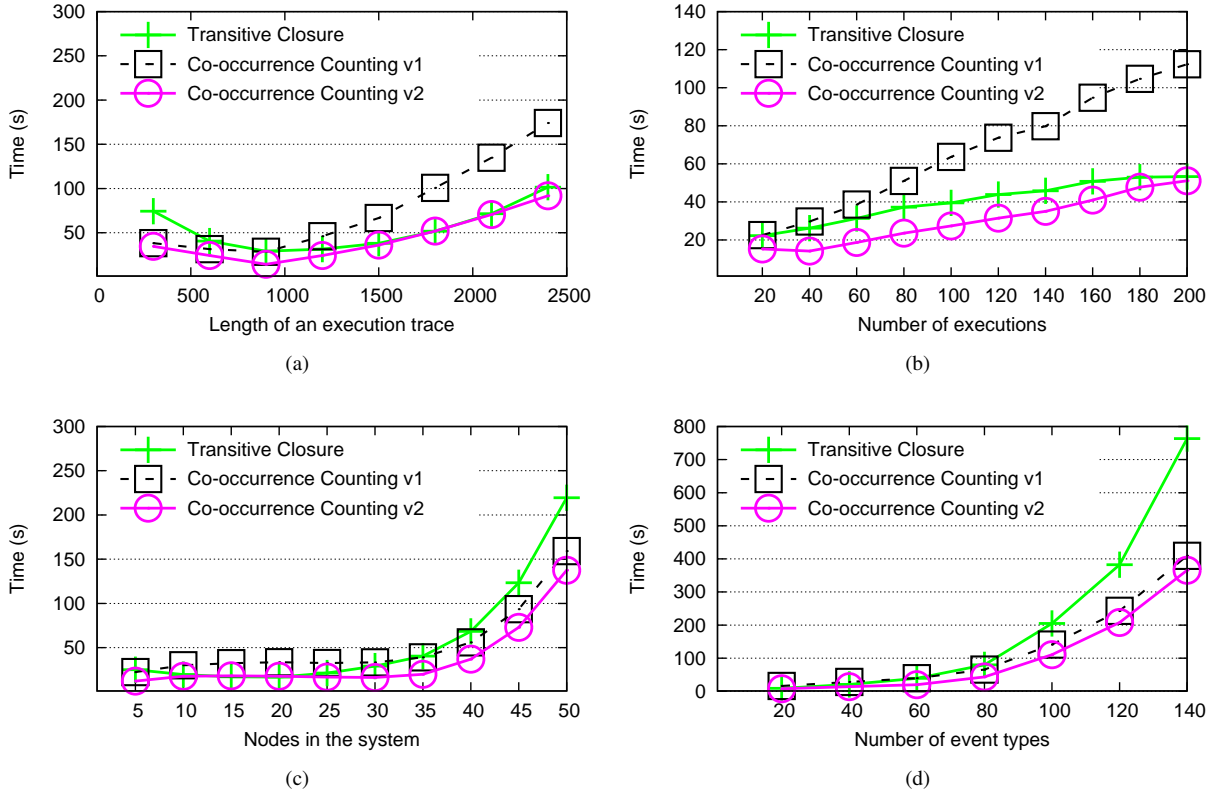 300
250
200
150
100
50
Time (s)
Transitive Closure
Co-occurrence Counting v1
Co-occurrence Counting v2
0 500 1000 1500 2000 2500
Length of an execution trace
(a)
140
120
100
80
60
40
20
Time (s)
Transitive Closure
Co-occurrence Counting v1
Co-occurrence Counting v2
20 40 60 80 100 120 140 160 180 200
Number of executions
(b)
300
250
200
150
100
50
Time (s)
Transitive Closure
Co-occurrence Counting v1
Co-occurrence Counting v2
5 10 15 20 25 30 35 40 45 50
Nodes in the system
(c)
800
700
600
500
400
300
200
100
0
Time (s)
Transitive Closure
Co-occurrence Counting v1
Co-occurrence Counting v2
20 40 60 80 100 120 140
Number of event types
(d)